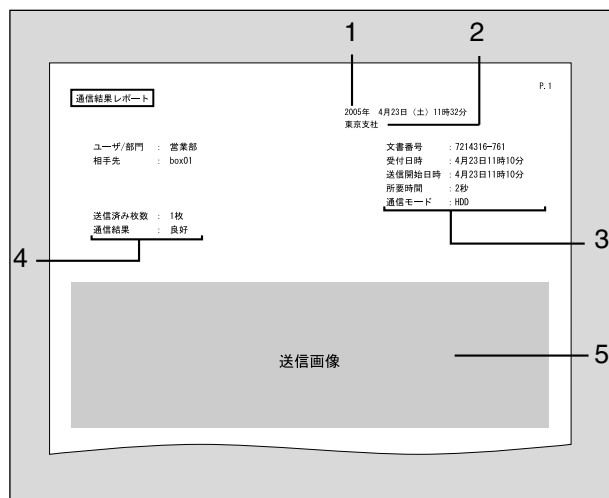 1
2
P. 1
通信結果レポート
2005年 4月23日（土）11時32分
東京支社
ユーザ/部門 : 営業部
相手先 : box01
文書番号 : 7214316-761
受付日時 : 4月23日11時10分
送信開始日時 : 4月23日11時10分
所要時間 : 2秒
通信モード : HDD
送信済み枚数 : 1枚
通信結果 : 良好
3
4
送信画像
5